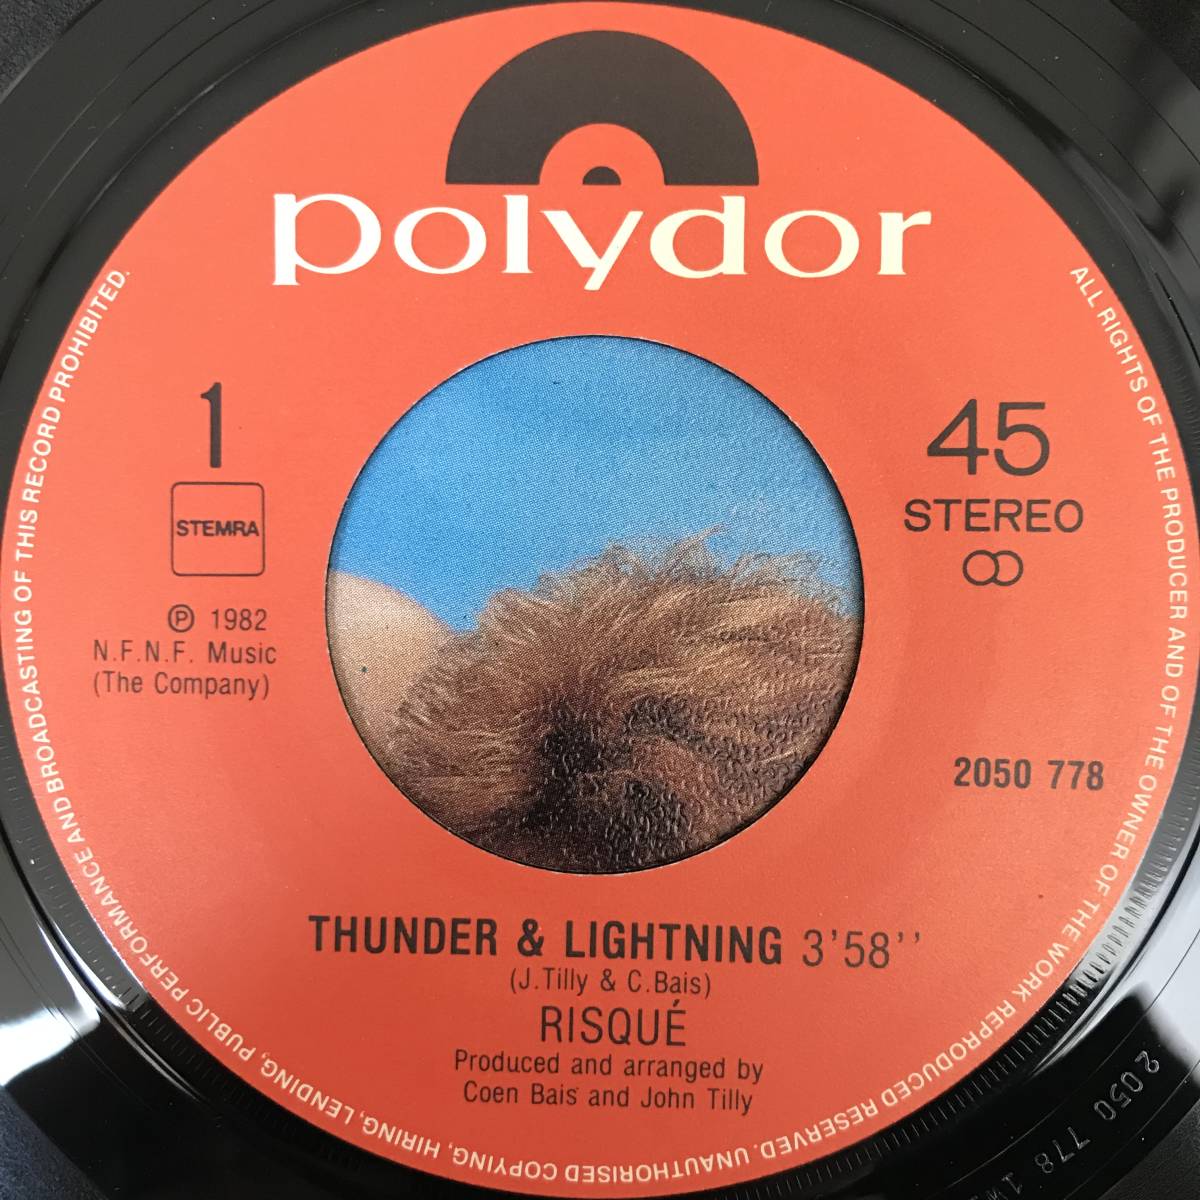 polydor
1
STEMRA
℗ 1982
N.F.N.F. Music
(The Company)
45
STEREO
2050 778
THUNDER & LIGHTNING 3'58''
(J.Tilly & C.Bais)
RISQUÉ
Produced and arranged by
Coen Bais and John Tilly
ALL RIGHTS OF THE PRODUCER AND OF THE OWNER OF THE WORK REPRODUCED RESERVED. UNAUTHORISED COPYING, HIRING, LENDING, PUBLIC PERFORMANCE AND BROADCASTING OF THIS RECORD PROHIBITED.
2050 778